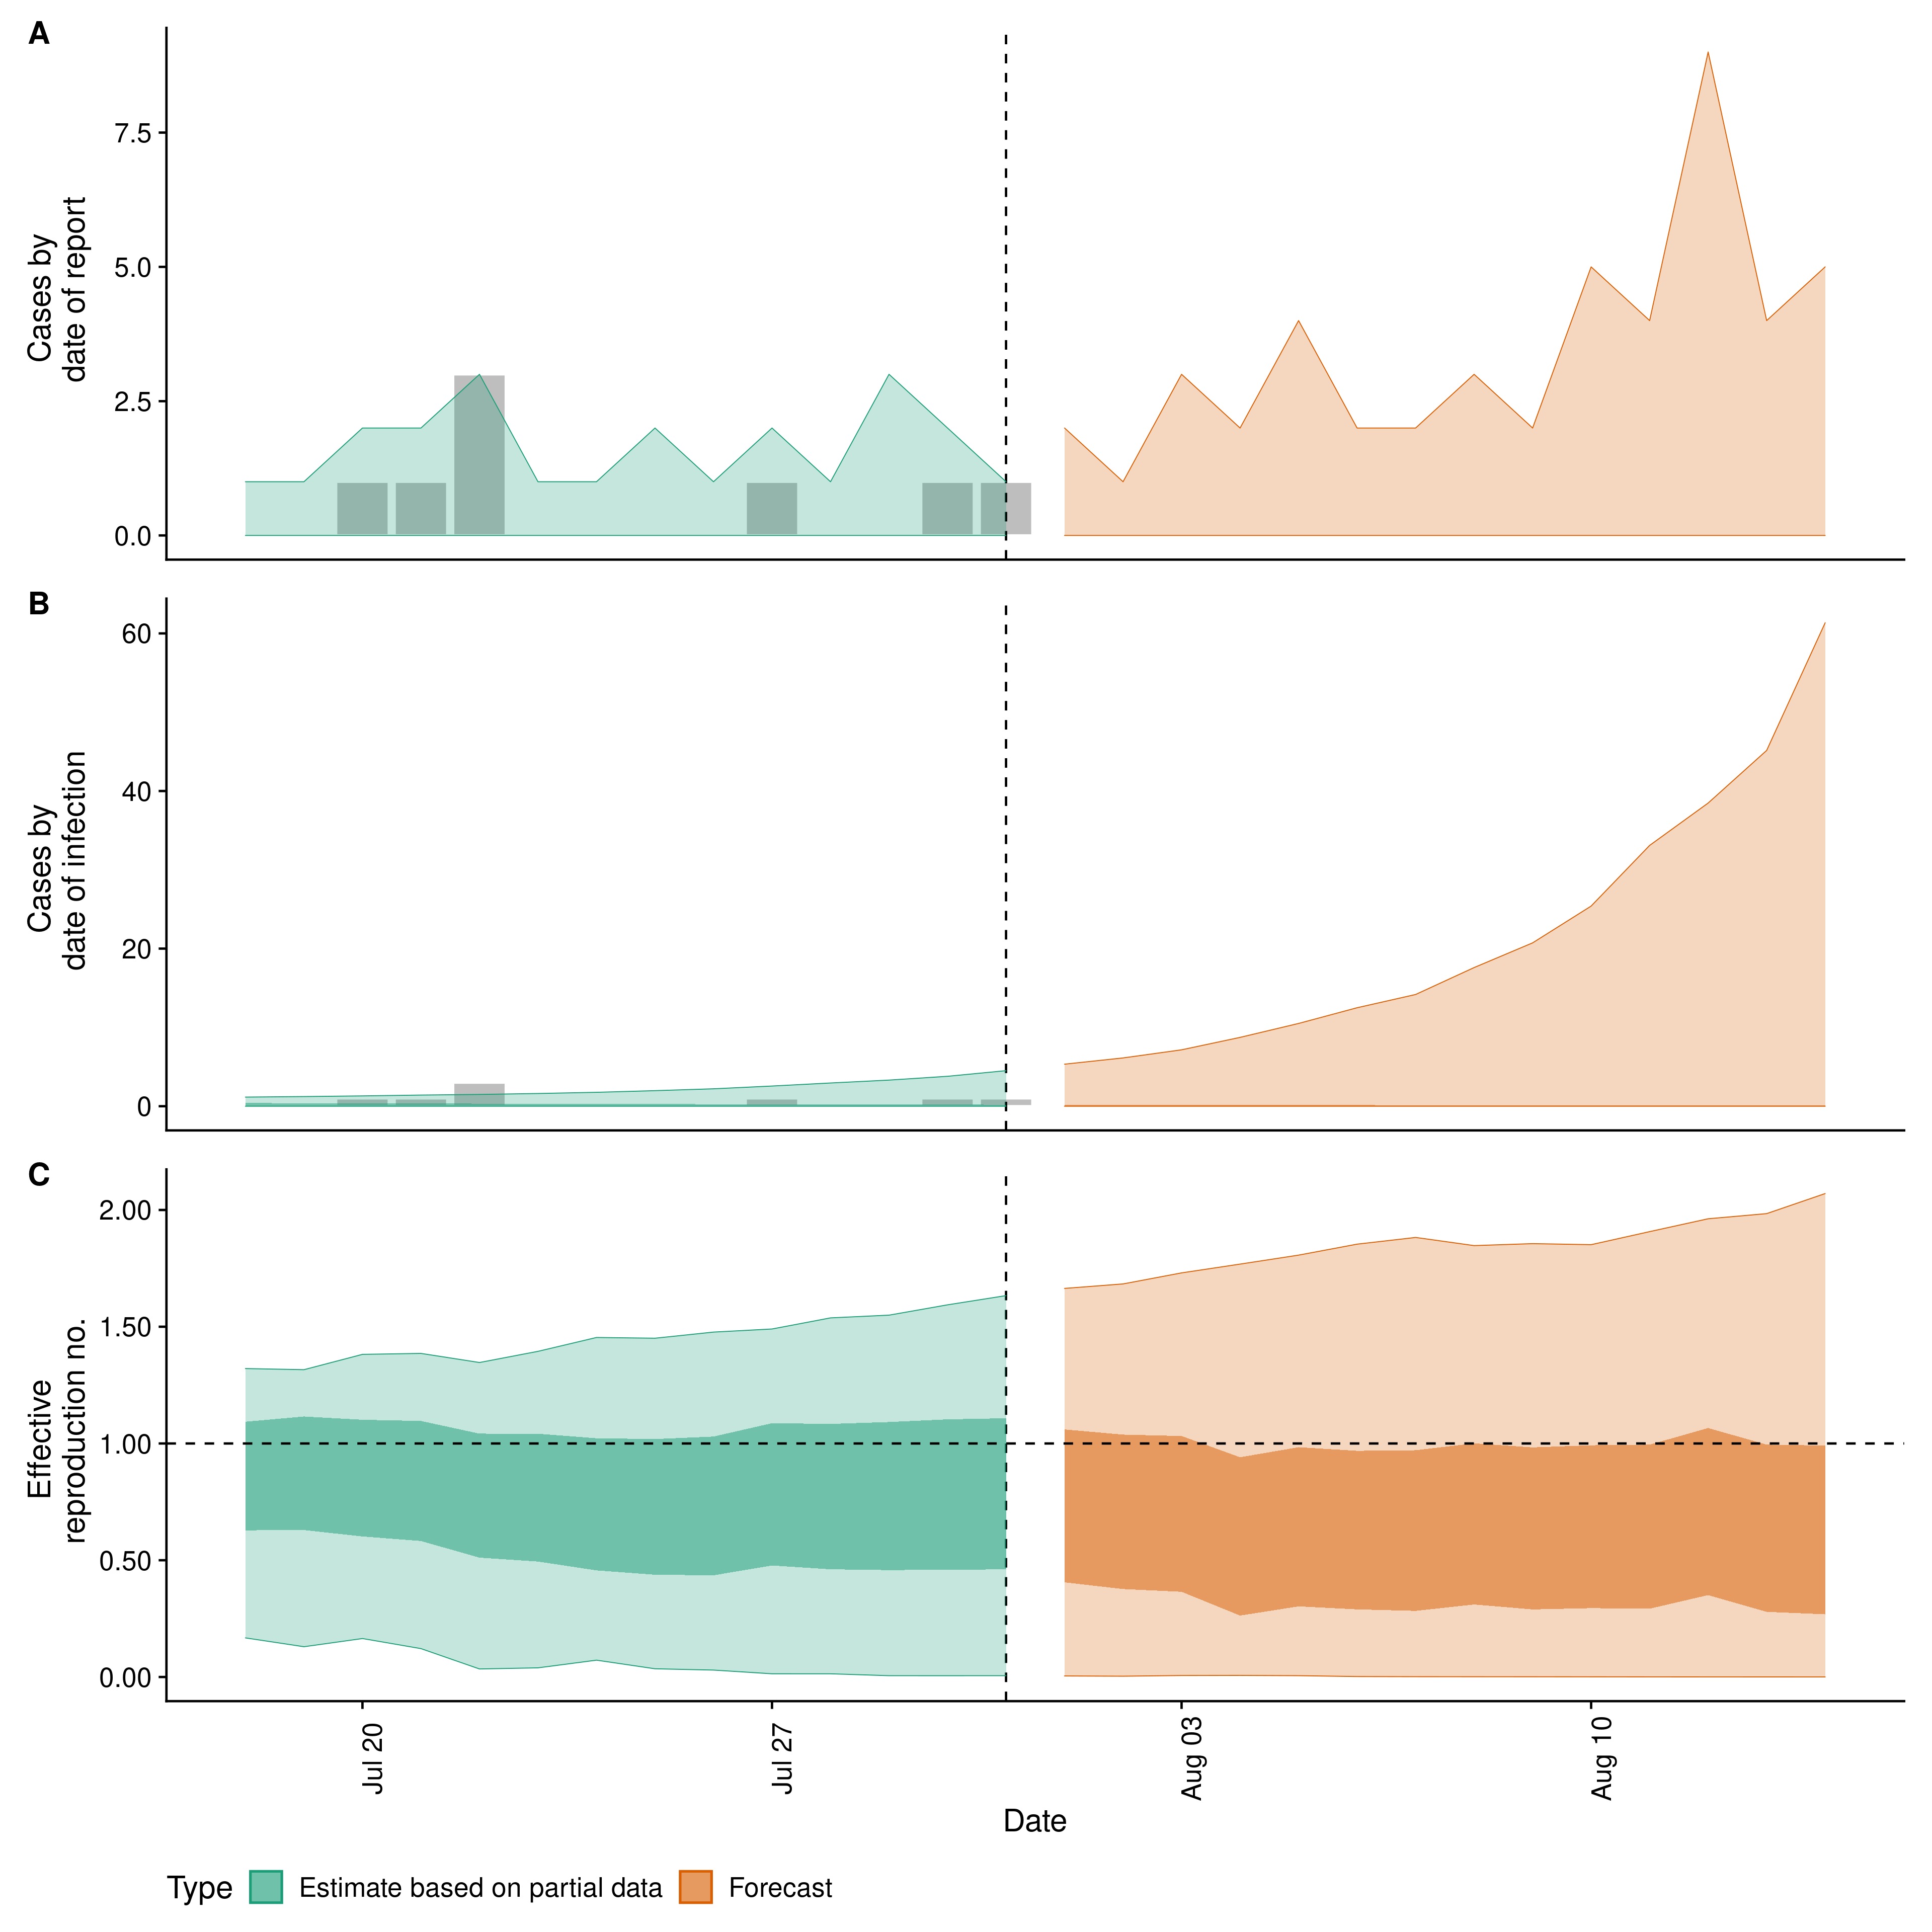 A
Cases by
date of report
7.5
5.0
2.5
0.0
B
Cases by
date of infection
60
40
20
0
C
Effective
reproduction no.
2.00
1.50
1.00
0.50
0.00
Jul 20
Jul 27
Aug 03
Aug 10
Date
Type
Estimate based on partial data
Forecast